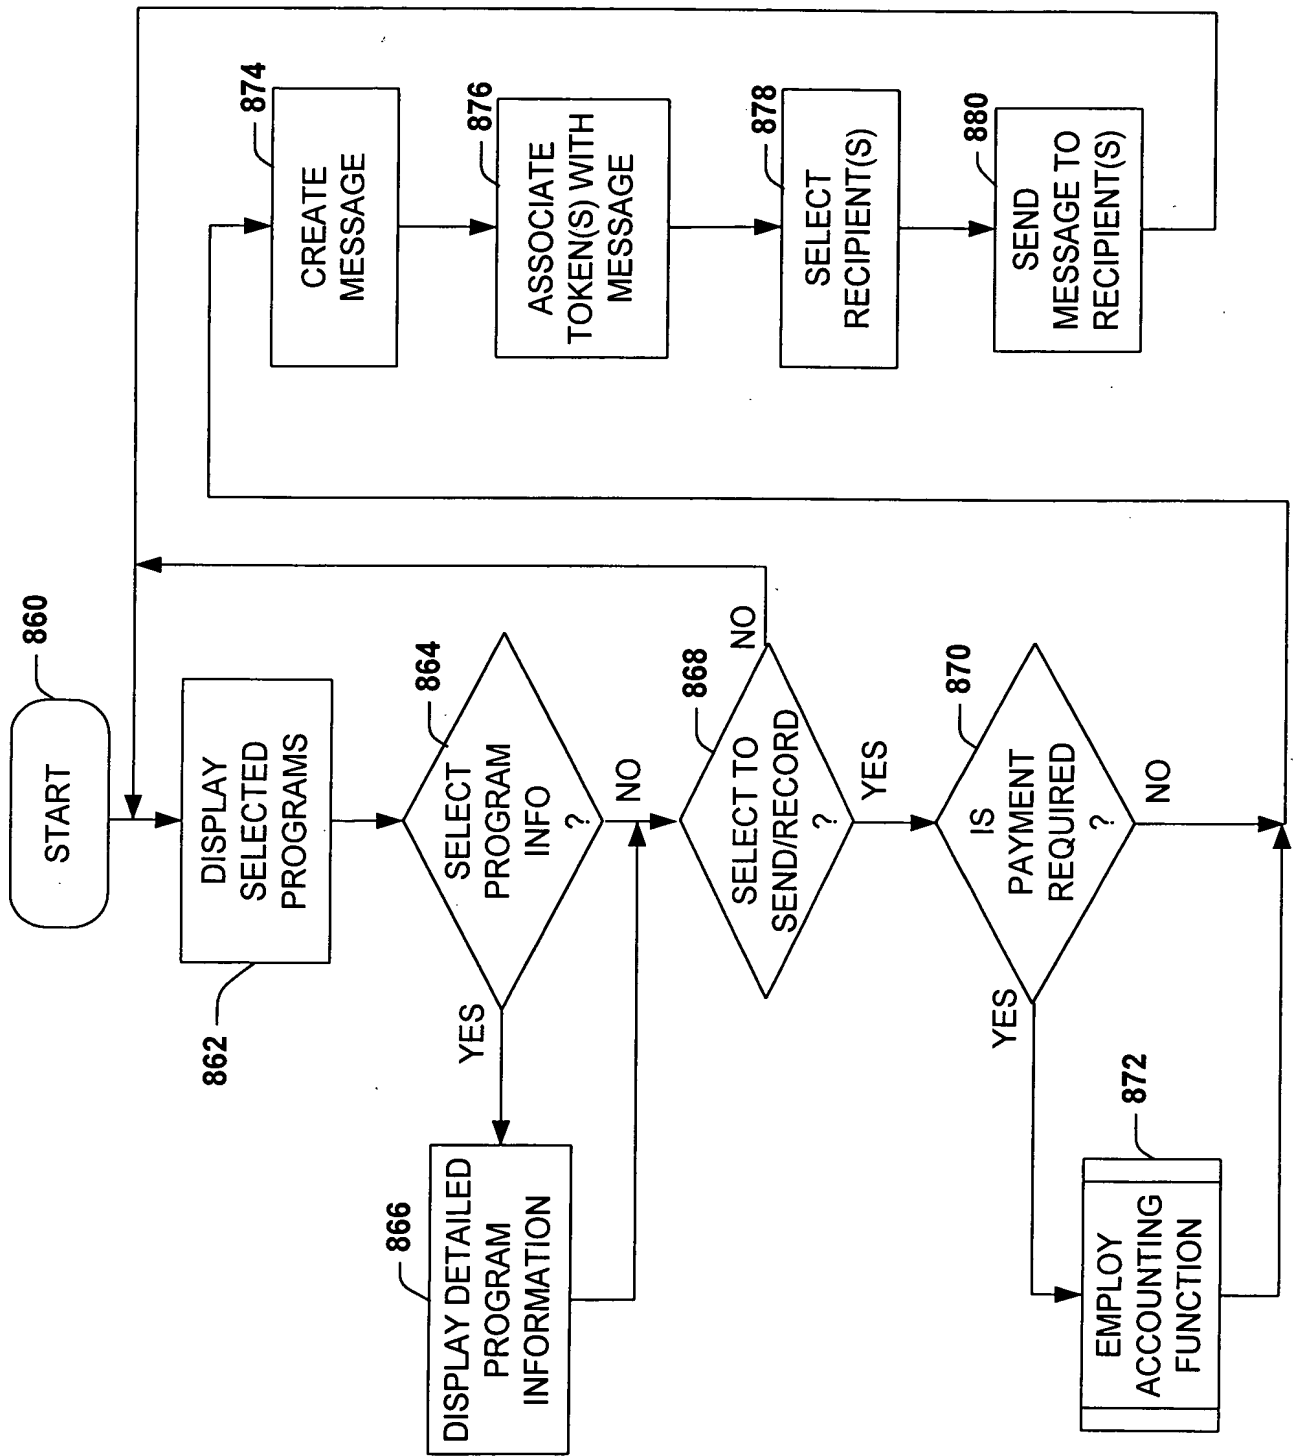 860
START
862
DISPLAY
SELECTED
PROGRAMS
864
SELECT
PROGRAM
INFO
?
YES
NO
866
DISPLAY DETAILED
PROGRAM
INFORMATION
868
SELECT TO
SEND/RECORD
?
NO
YES
870
IS
PAYMENT
REQUIRED
?
YES
NO
872
EMPLOY
ACCOUNTING
FUNCTION
874
CREATE
MESSAGE
876
ASSOCIATE
TOKEN(S) WITH
MESSAGE
878
SELECT
RECIPIENT(S)
880
SEND
MESSAGE TO
RECIPIENT(S)